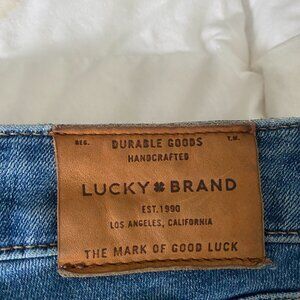 REG. DURABLE GOODS T.M.
HANDCRAFTED
LUCKY BRAND
EST. 1990
LOS ANGELES, CALIFORNIA
THE MARK OF GOOD LUCK